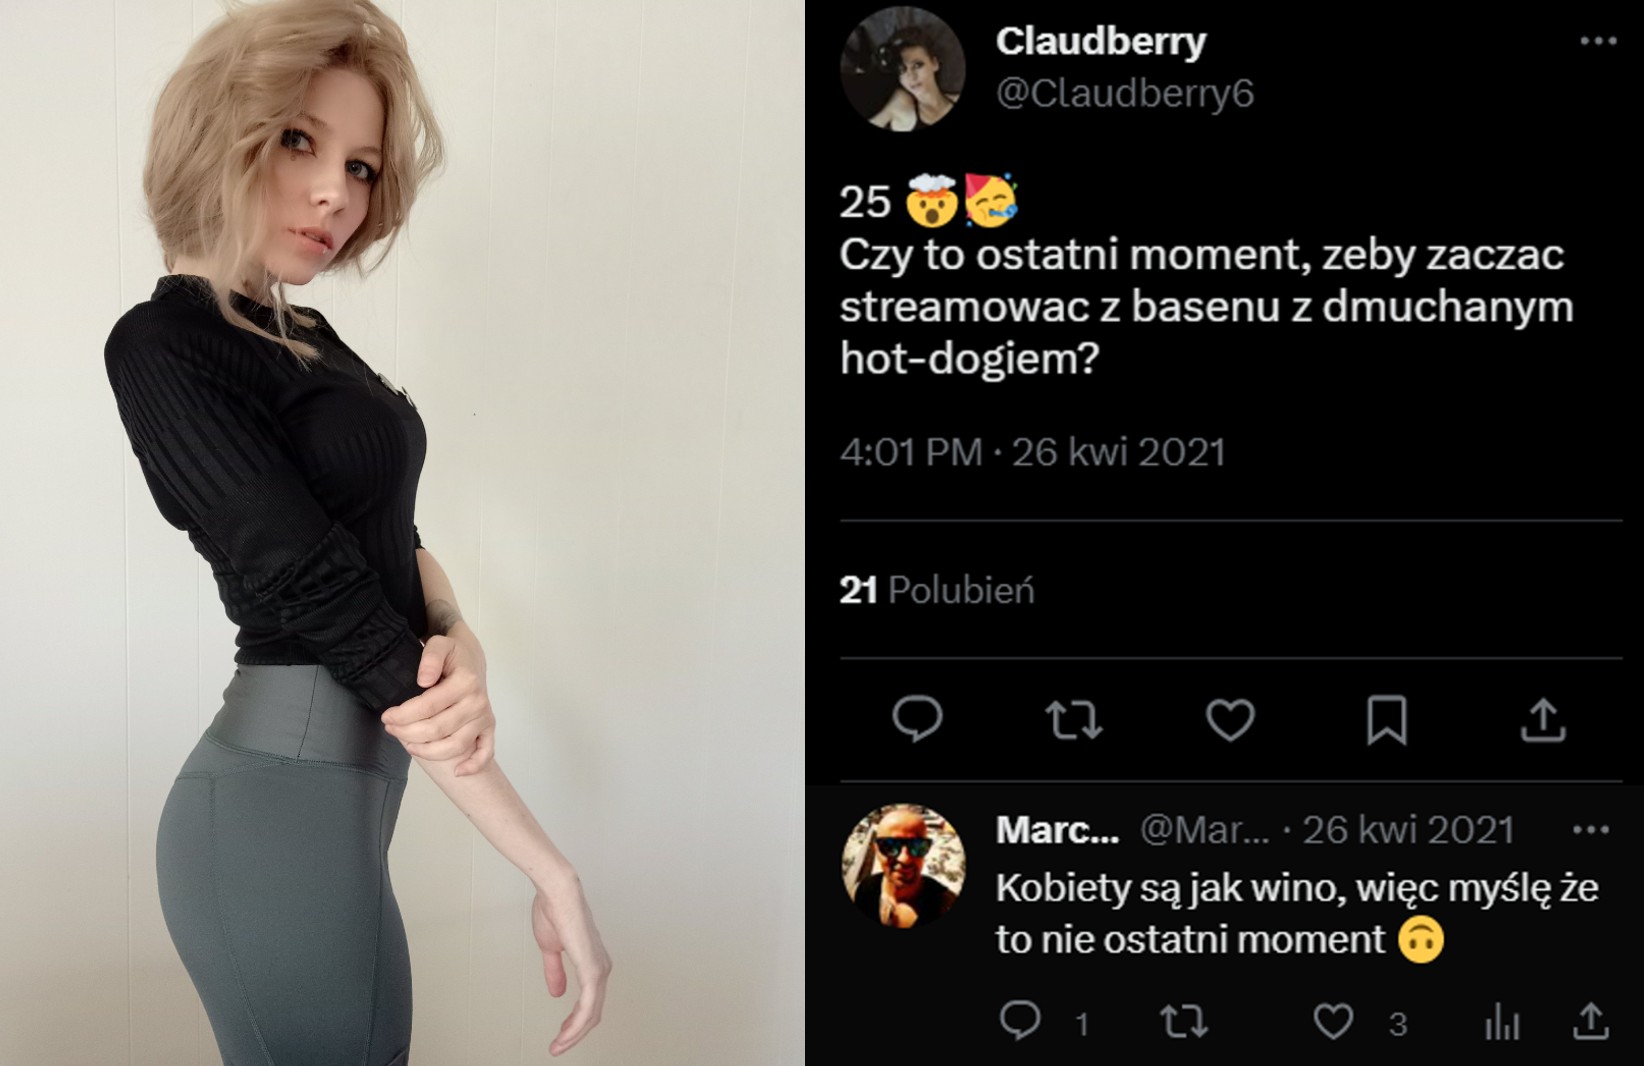 Claudberry
@Claudberry6
25 🤯🥳
Czy to ostatni moment, zeby zaczac
streamowac z basenu z dmuchanym
hot-dogiem?
4:01 PM · 26 kwi 2021
21 Polubień
Marc... @Mar... · 26 kwi 2021
Kobiety są jak wino, więc myślę że
to nie ostatni moment 🙃
1 3